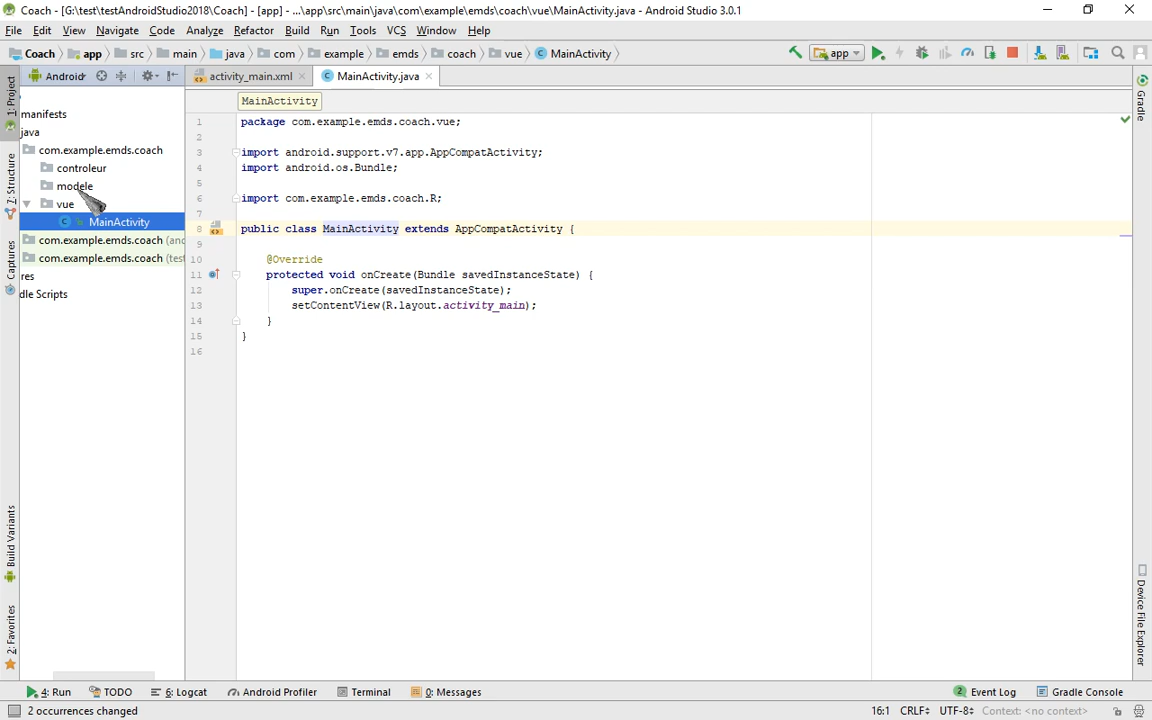 Coach - [G:\test\testAndroidStudio2018\Coach] - [app] - ...\app\src\main\java\com\example\emds\coach\vue\MainActivity.java - Android Studio 3.0.1
File Edit View Navigate Code Analyze Refactor Build Run Tools VCS Window Help
Coach app src main java com example emds coach vue MainActivity app
Android activity_main.xml MainActivity.java
MainActivity
manifests
java
com.example.emds.coach
controleur
modele
vue
MainActivity
com.example.emds.coach (and
com.example.emds.coach (test
res
dle Scripts
1 package com.example.emds.coach.vue;
2
3 import android.support.v7.app.AppCompatActivity;
4 import android.os.Bundle;
5
6 import com.example.emds.coach.R;
7
8 public class MainActivity extends AppCompatActivity {
9
10 @Override
11 protected void onCreate(Bundle savedInstanceState) {
12 super.onCreate(savedInstanceState);
13 setContentView(R.layout.activity_main);
14 }
15 }
16
1: Project
7: Structure
Captures
Build Variants
2: Favorites
Gradle
Device File Explorer
4: Run TODO 6: Logcat Android Profiler Terminal 0: Messages 2 Event Log Gradle Console
2 occurrences changed 16:1 CRLF UTF-8 Context: <no context>